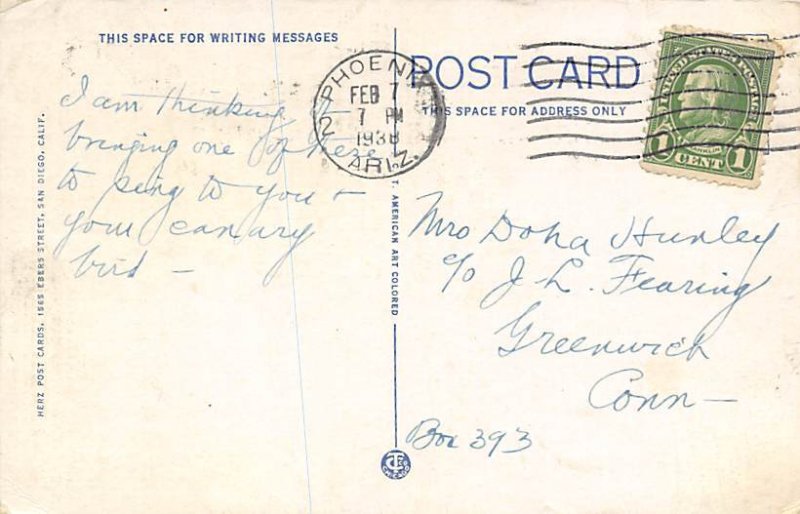 THIS SPACE FOR WRITING MESSAGES
I am thinking
bringing one of these
to sing to you +
your canary
bird —
HERZ POST CARDS, 1565 EBERS STREET, SAN DIEGO, CALIF.
T. AMERICAN ART COLORED
PHOENIX
FEB 7
7 PM
1938
ARIZ.
2
POST CARD
THIS SPACE FOR ADDRESS ONLY
UNITED STATES POSTAGE
FRANKLIN
1 CENT 1
Mrs Dora Hunley
c/o J. L. Fearing
Greenwich
Conn —
Box 393